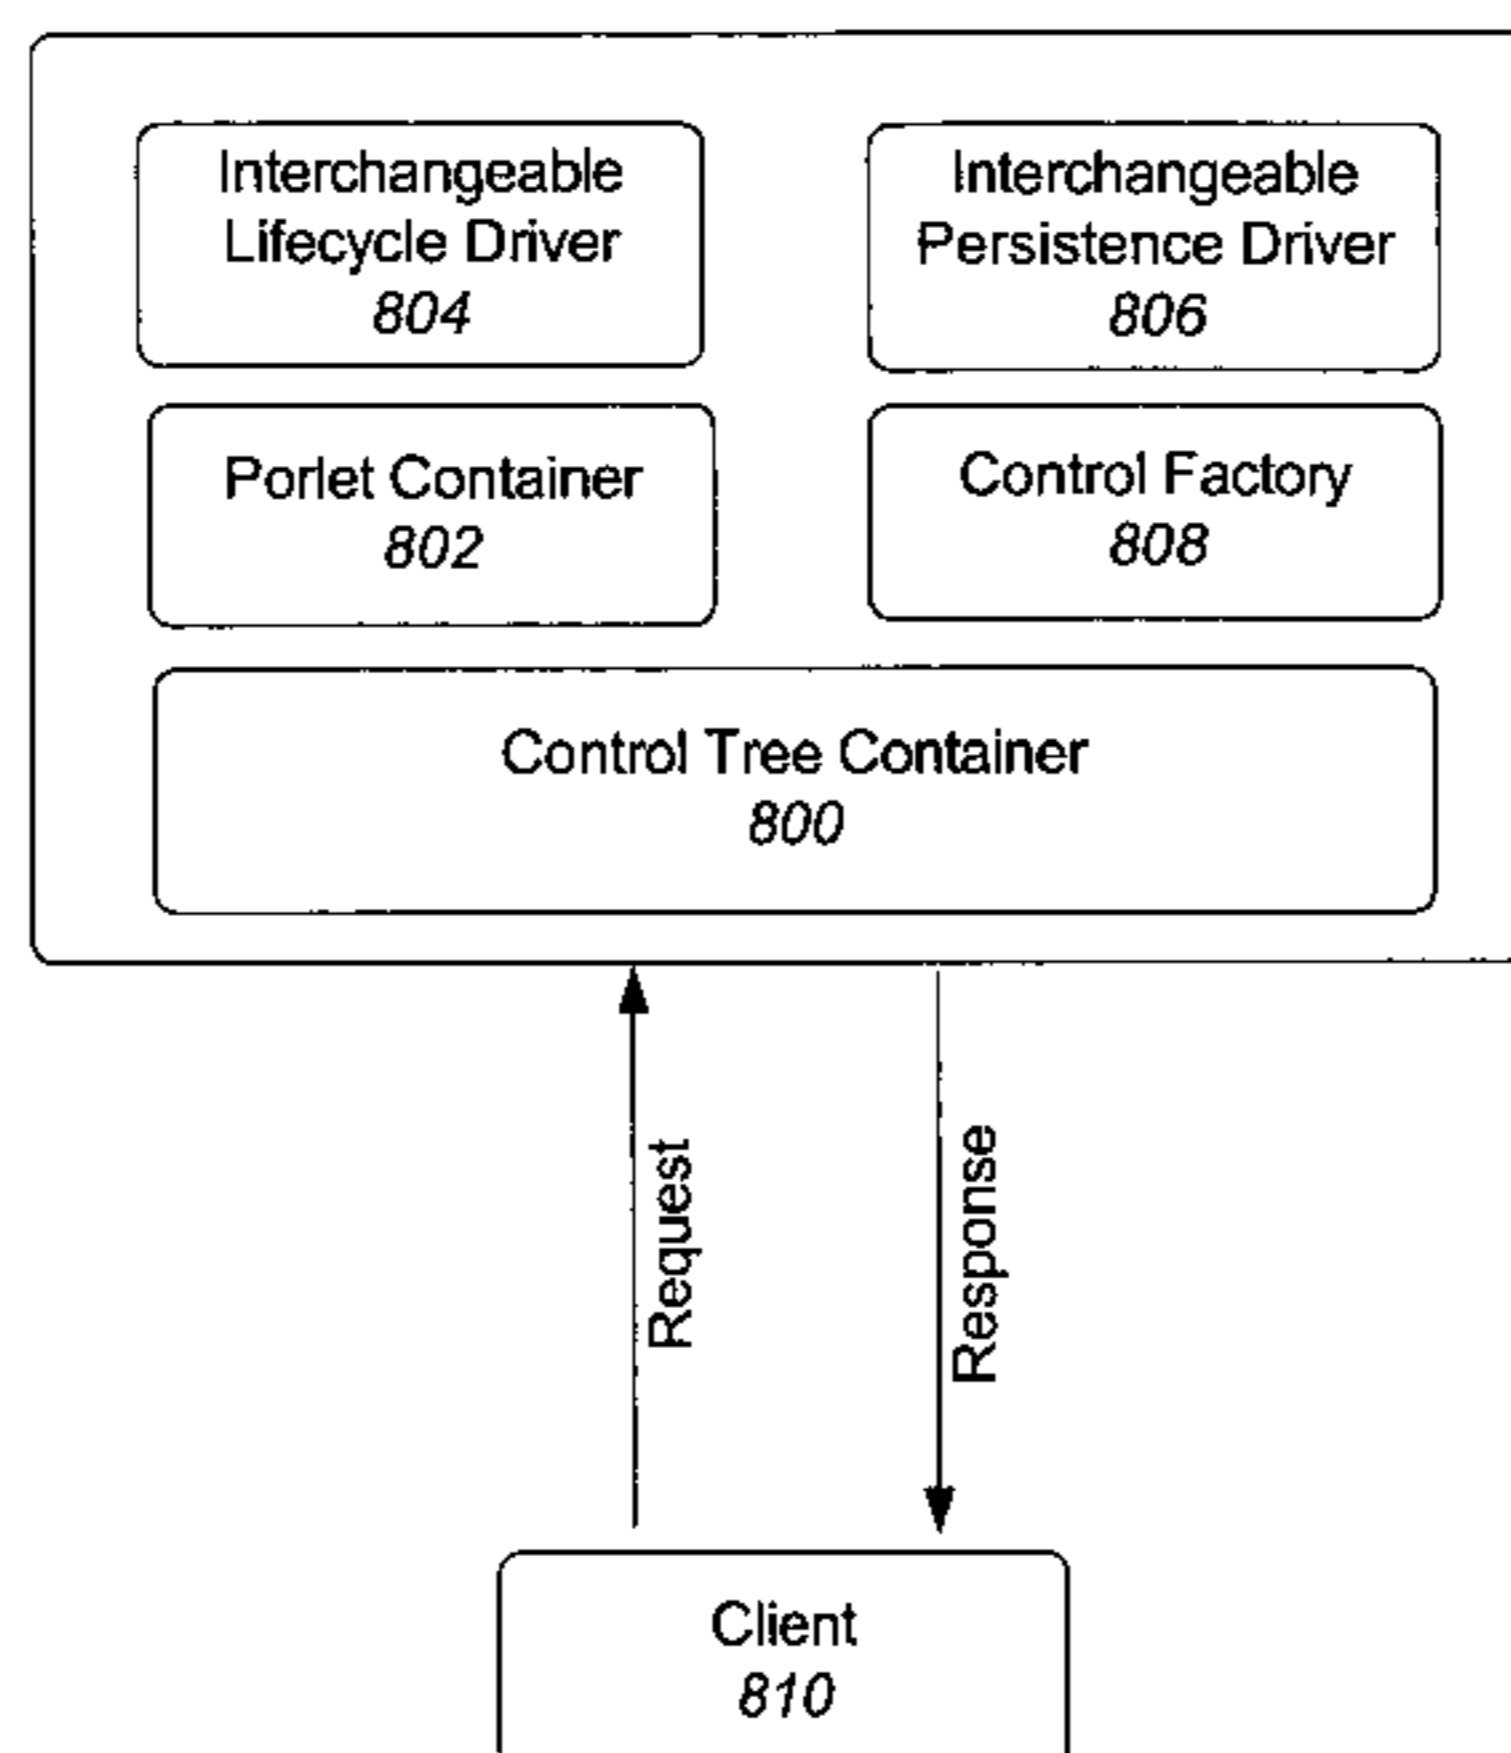 Interchangeable
Lifecycle Driver
804
Interchangeable
Persistence Driver
806
Porlet Container
802
Control Factory
808
Control Tree Container
800
Request
Response
Client
810